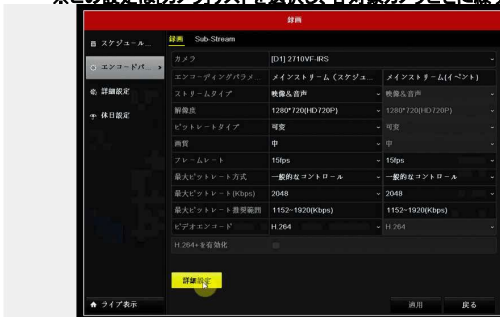 録画
スケジュール...
エンコードパ...
詳細設定
休日設定
ライブ表示
録画 Sub-Stream
カメラ [D1] 2710VF-IRS
エンコーディングパラメ... メインストリーム (スケジュ... メインストリーム(イベント)
ストリームタイプ 映像&音声 映像&音声
解像度 1280*720(HD720P) 1280*720(HD720P)
ビットレートタイプ 可変 可変
画質 中 中
フレームレート 15fps 15fps
最大ビットレート方式 一般的なコントロール 一般的なコントロール
最大ビットレート(Kbps) 2048 2048
最大ビットレート推奨範囲 1152~1920(Kbps) 1152~1920(Kbps)
ビデオエンコード H.264 H.264
H.264+を有効化
詳細設定
適用 戻る